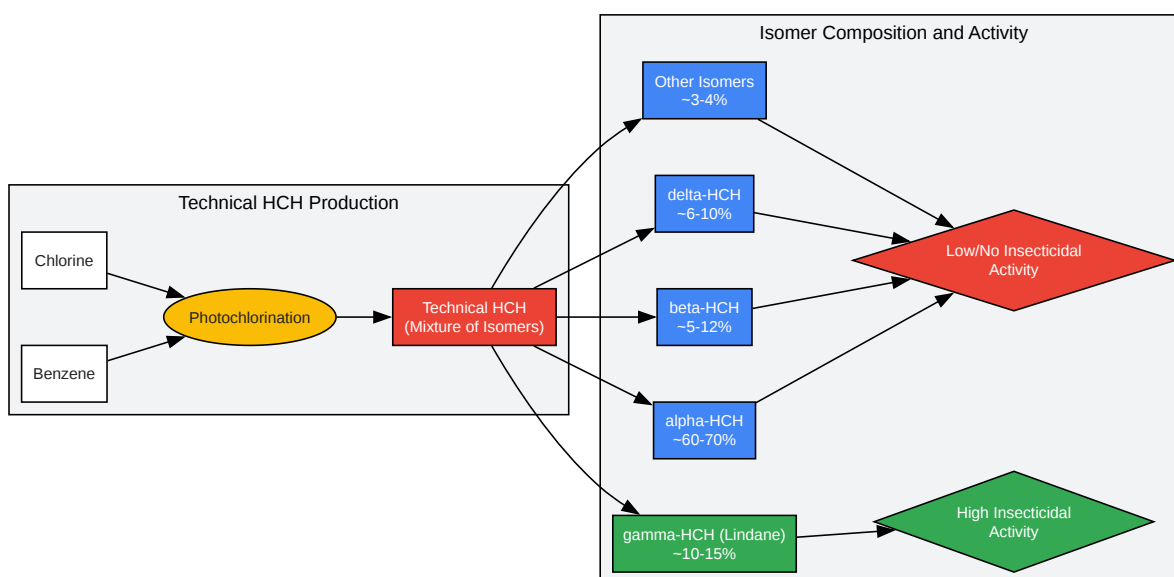 Technical HCH Production
Chlorine
Benzene
Photochlorination
Technical HCH
(Mixture of Isomers)
Isomer Composition and Activity
Other Isomers
~3-4%
delta-HCH
~6-10%
beta-HCH
~5-12%
alpha-HCH
~60-70%
gamma-HCH (Lindane)
~10-15%
Low/No Insecticidal
Activity
High Insecticidal
Activity